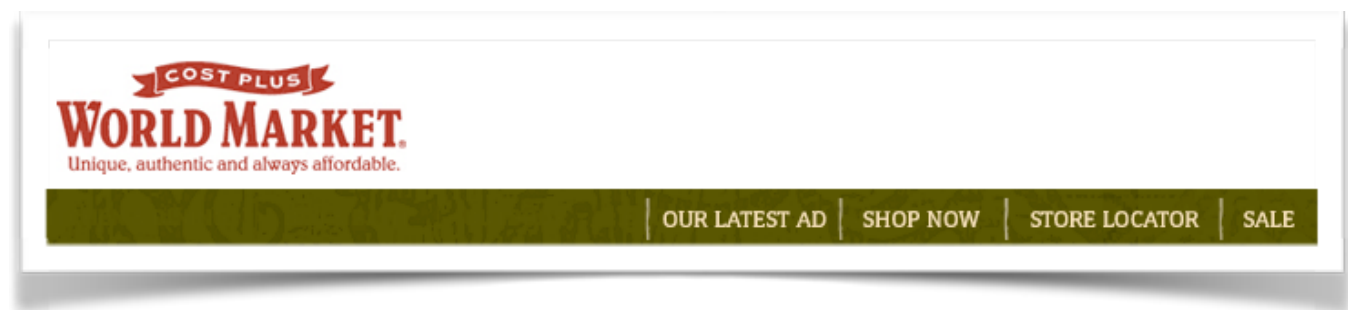 COST PLUS
WORLD MARKET®
Unique, authentic and always affordable.
OUR LATEST AD SHOP NOW STORE LOCATOR SALE